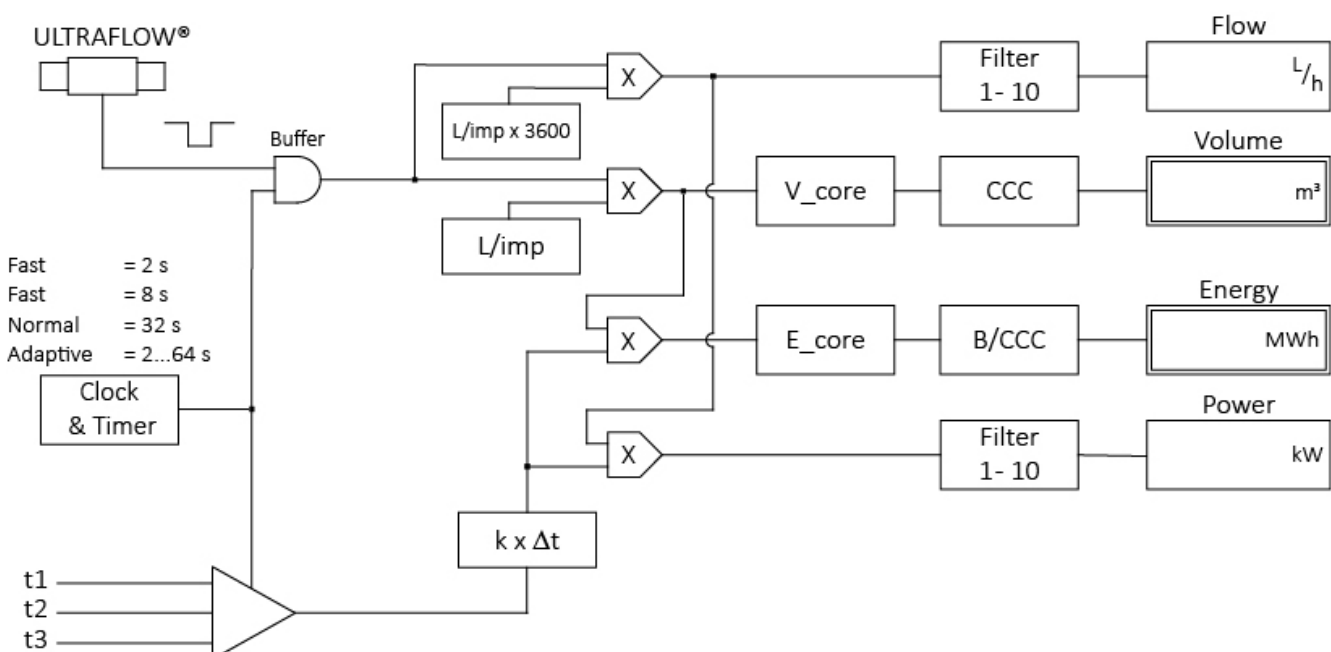 Flow
ULTRAFLOW®
X
Filter
1- 10
L/h
L/imp x 3600
Buffer
Volume
X
V_core
CCC
m³
L/imp
Fast = 2 s
Fast = 8 s
Normal = 32 s
Adaptive = 2...64 s
Energy
X
E_core
B/CCC
MWh
Clock
& Timer
Power
X
Filter
1- 10
kW
k x Δt
t1
t2
t3